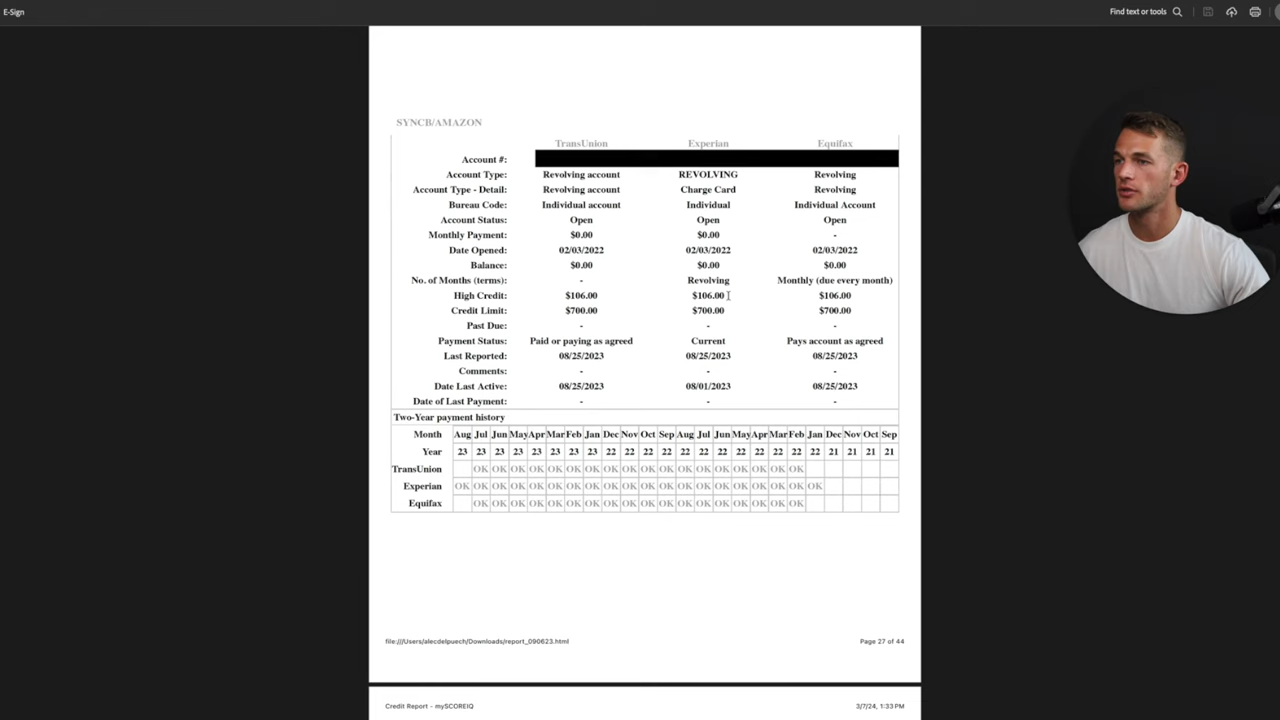 E-Sign
Find text or tools
SYNCB/AMAZON
TransUnion Experian Equifax
Account #:
Account Type: Revolving account REVOLVING Revolving
Account Type - Detail: Revolving account Charge Card Revolving
Bureau Code: Individual account Individual Individual Account
Account Status: Open Open Open
Monthly Payment: $0.00 $0.00 -
Date Opened: 02/03/2022 02/03/2022 02/03/2022
Balance: $0.00 $0.00 $0.00
No. of Months (terms): - Revolving Monthly (due every month)
High Credit: $106.00 $106.00 $106.00
Credit Limit: $700.00 $700.00 $700.00
Past Due: - - -
Payment Status: Paid or paying as agreed Current Pays account as agreed
Last Reported: 08/25/2023 08/25/2023 08/25/2023
Comments: - - -
Date Last Active: 08/25/2023 08/01/2023 08/25/2023
Date of Last Payment: - - -
Two-Year payment history
Month Aug Jul Jun May Apr Mar Feb Jan Dec Nov Oct Sep Aug Jul Jun May Apr Mar Feb Jan Dec Nov Oct Sep
Year 23 23 23 23 23 23 23 23 22 22 22 22 22 22 22 22 22 22 22 22 21 21 21 21
TransUnion OK OK OK OK OK OK OK OK OK OK OK OK OK OK OK OK OK OK
Experian OK OK OK OK OK OK OK OK OK OK OK OK OK OK OK OK OK OK OK OK
Equifax OK OK OK OK OK OK OK OK OK OK OK OK OK OK OK OK OK OK
file:///Users/alecdelpuech/Downloads/report_090623.html Page 27 of 44
Credit Report - mySCOREIQ 3/7/24, 1:33 PM